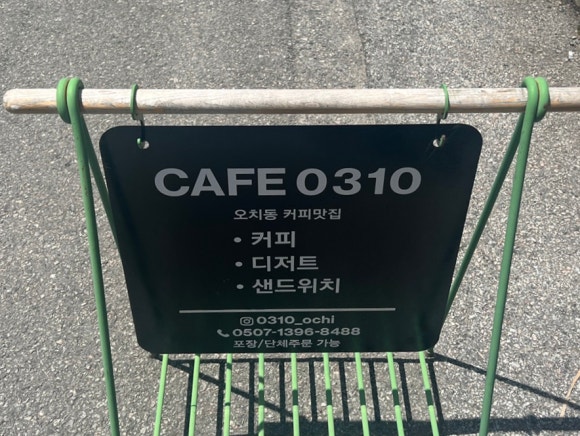 CAFE 0310
오치동 커피맛집
• 커피
• 디저트
• 샌드위치
0310_ochi
0507-1396-8488
포장/단체주문 가능